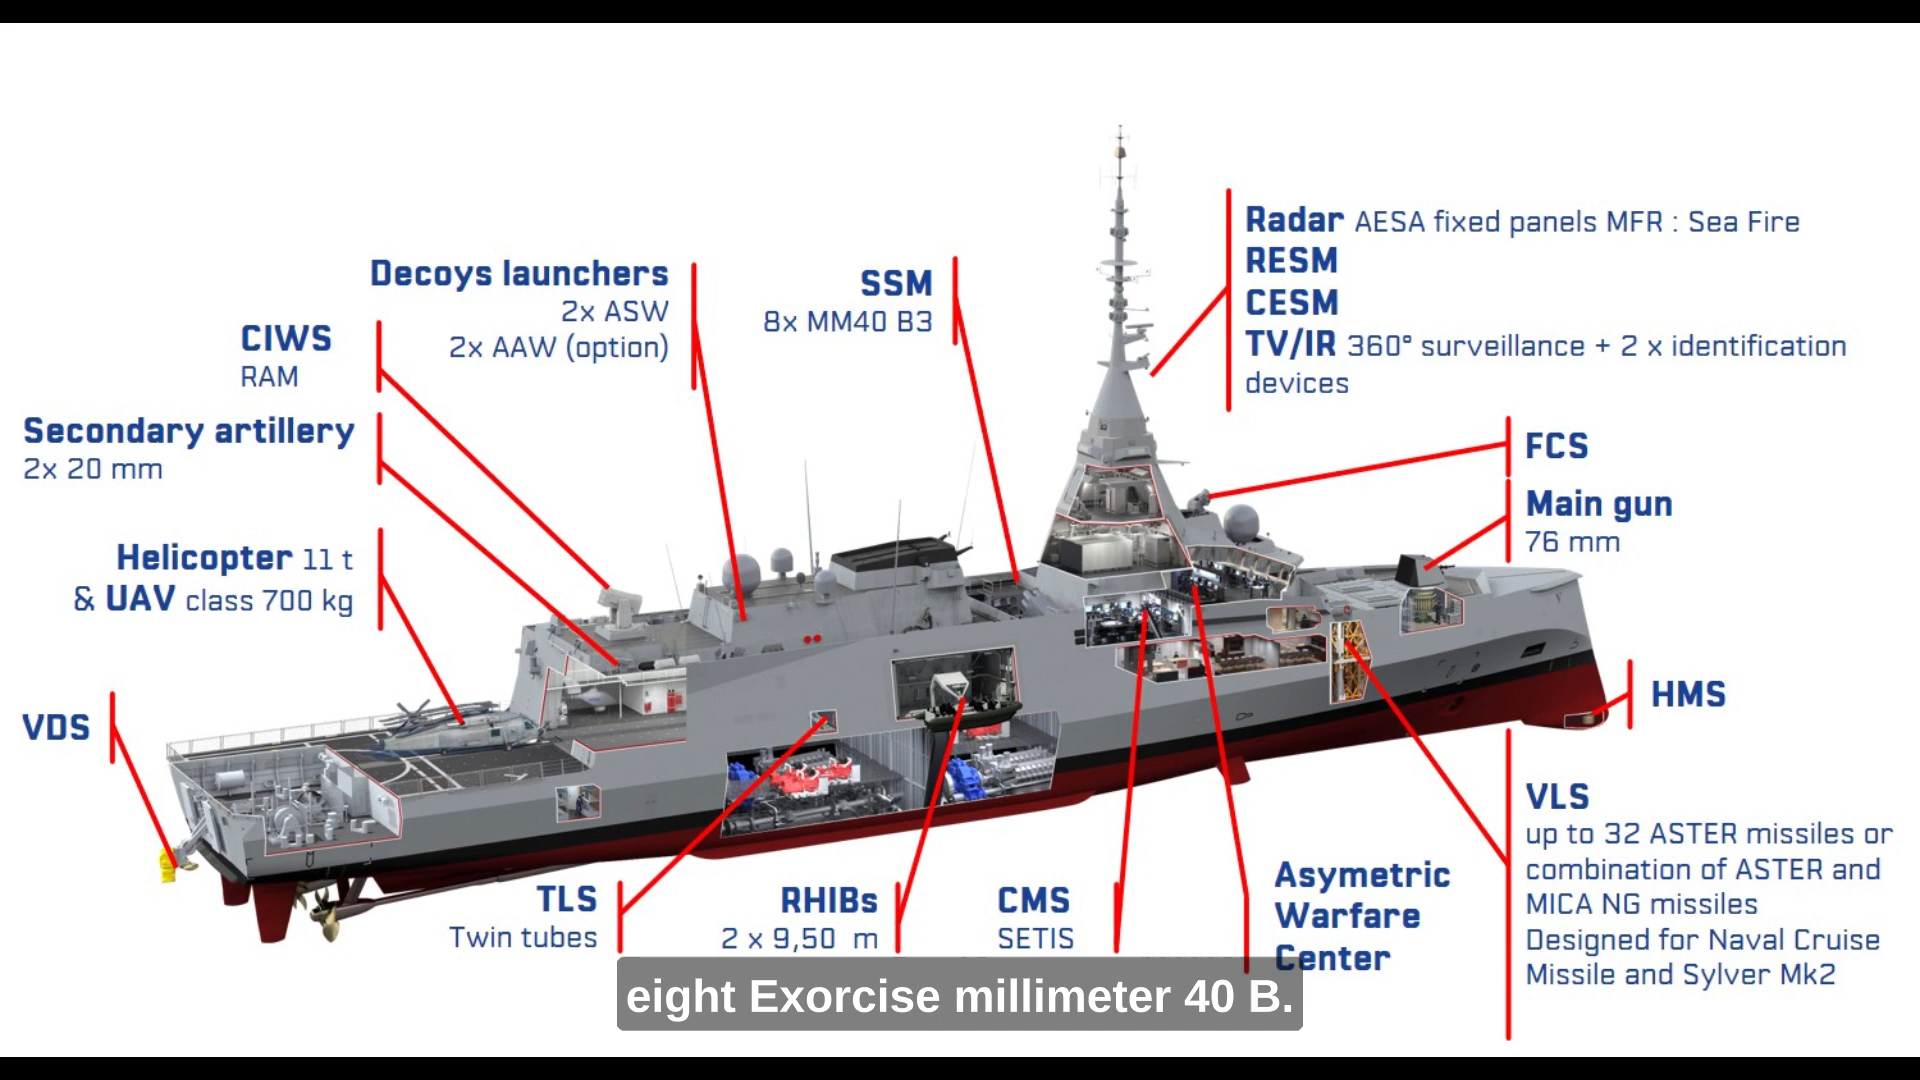 Radar AESA fixed panels MFR : Sea Fire
RESM
CESM
TV/IR 360° surveillance + 2 x identification
devices
Decoys launchers
2x ASW
2x AAW (option)
SSM
8x MM40 B3
CIWS
RAM
Secondary artillery
2x 20 mm
FCS
Main gun
76 mm
Helicopter 11 t
& UAV class 700 kg
VDS
HMS
VLS
up to 32 ASTER missiles or
combination of ASTER and
MICA NG missiles
Designed for Naval Cruise
Missile and Sylver Mk2
TLS
Twin tubes
RHIBs
2 x 9,50 m
CMS
SETIS
Asymetric
Warfare
Center
eight Exorcise millimeter 40 B.